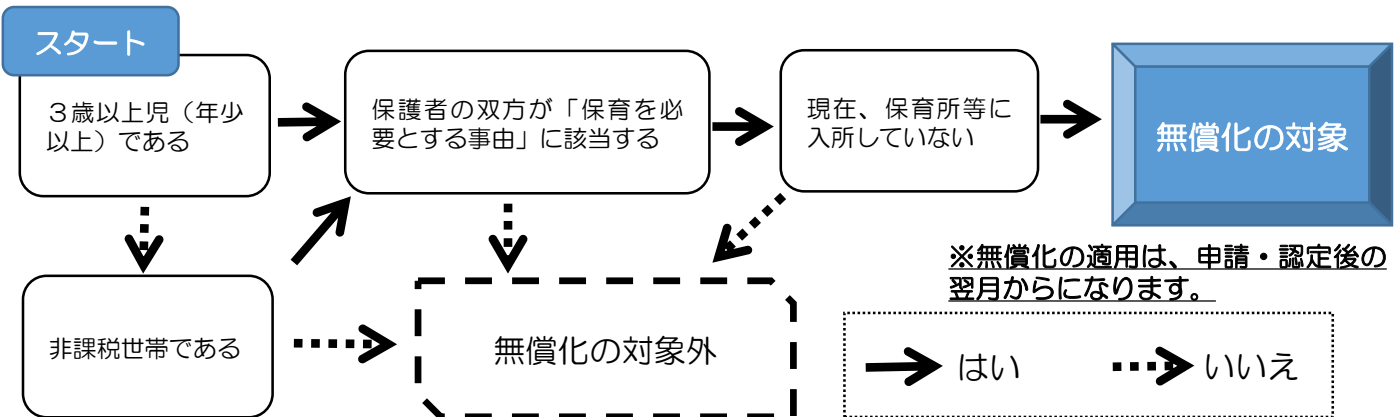 スタート
３歳以上児（年少
以上）である
保護者の双方が「保育を必
要とする事由」に該当する
現在、保育所等に
入所していない
無償化の対象
※無償化の適用は、申請・認定後の
翌月からになります。
非課税世帯である
無償化の対象外
はい
いいえ